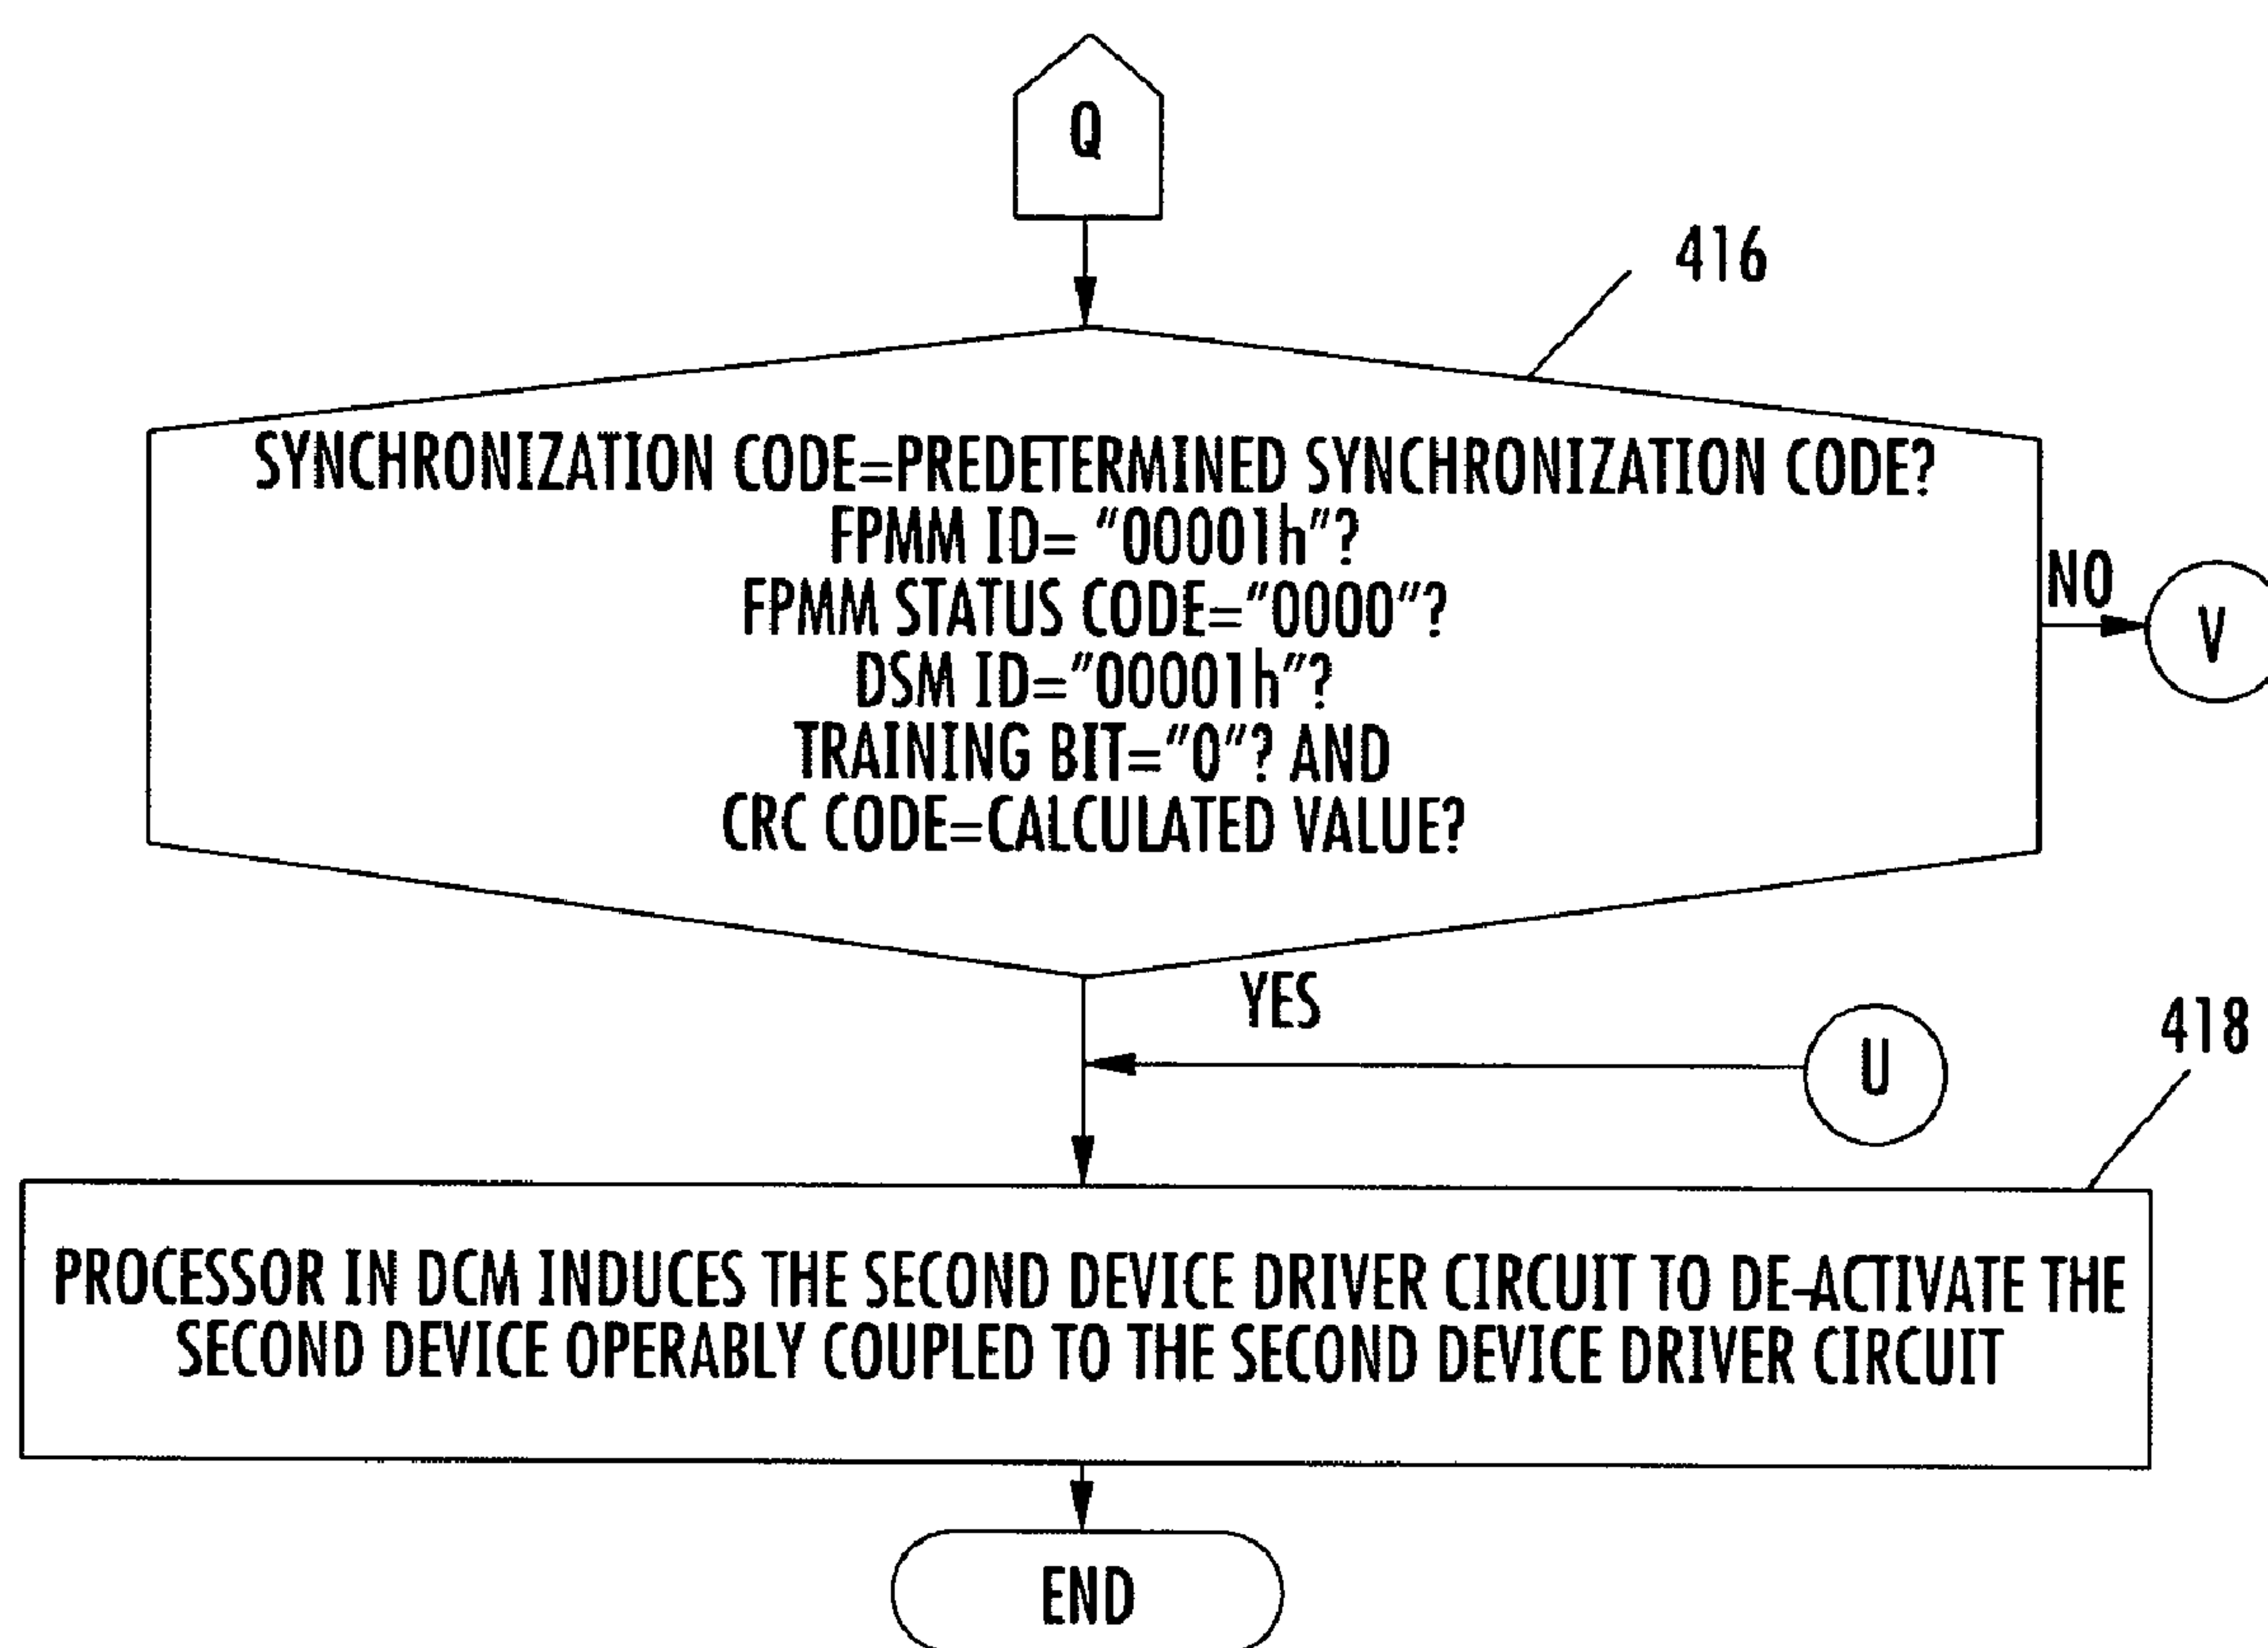 Q
416
SYNCHRONIZATION CODE=PREDETERMINED SYNCHRONIZATION CODE?
FPMM ID= "00001h"?
FPMM STATUS CODE="0000"?
DSM ID="00001h"?
TRAINING BIT="0"? AND
CRC CODE=CALCULATED VALUE?
NO
V
YES
U
418
PROCESSOR IN DCM INDUCES THE SECOND DEVICE DRIVER CIRCUIT TO DE-ACTIVATE THE
SECOND DEVICE OPERABLY COUPLED TO THE SECOND DEVICE DRIVER CIRCUIT
END